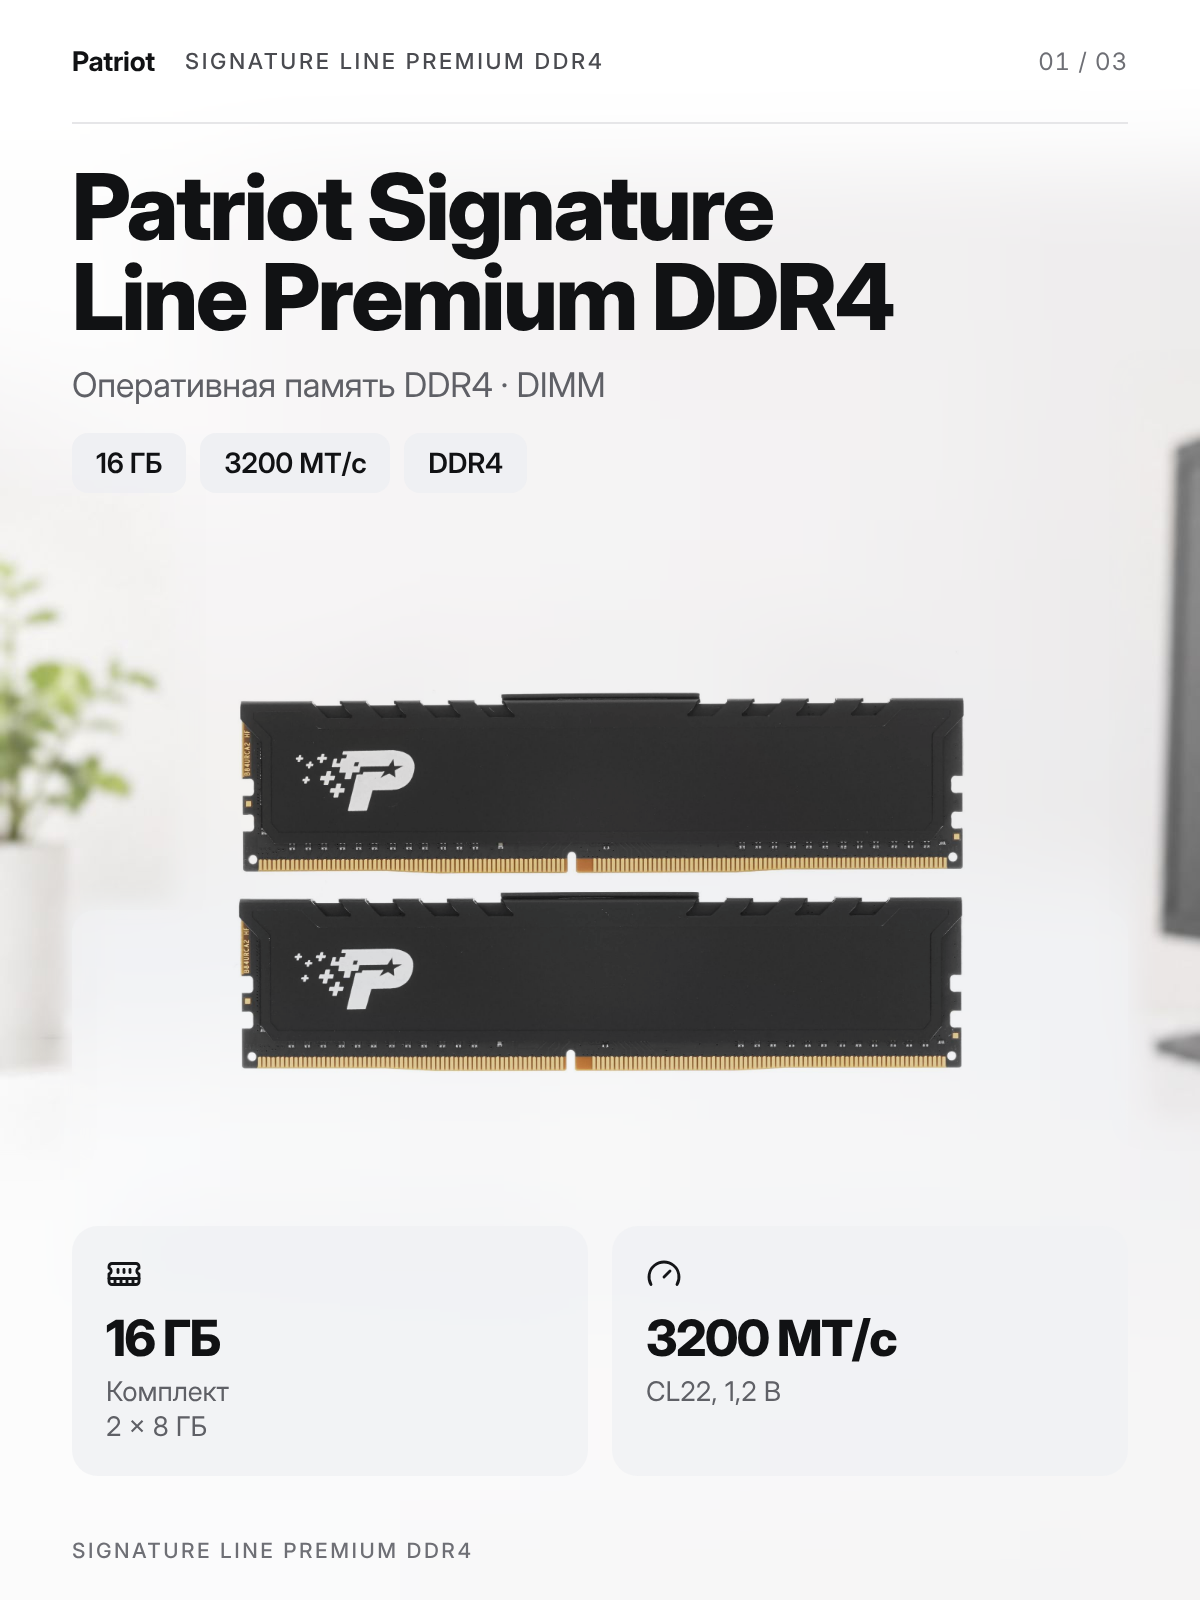 Patriot SIGNATURE LINE PREMIUM DDR4 01 / 03
Patriot Signature
Line Premium DDR4
Оперативная память DDR4 · DIMM
16 ГБ 3200 МТ/с DDR4
16 ГБ
Комплект
2 × 8 ГБ
3200 МТ/с
CL22, 1,2 В
SIGNATURE LINE PREMIUM DDR4